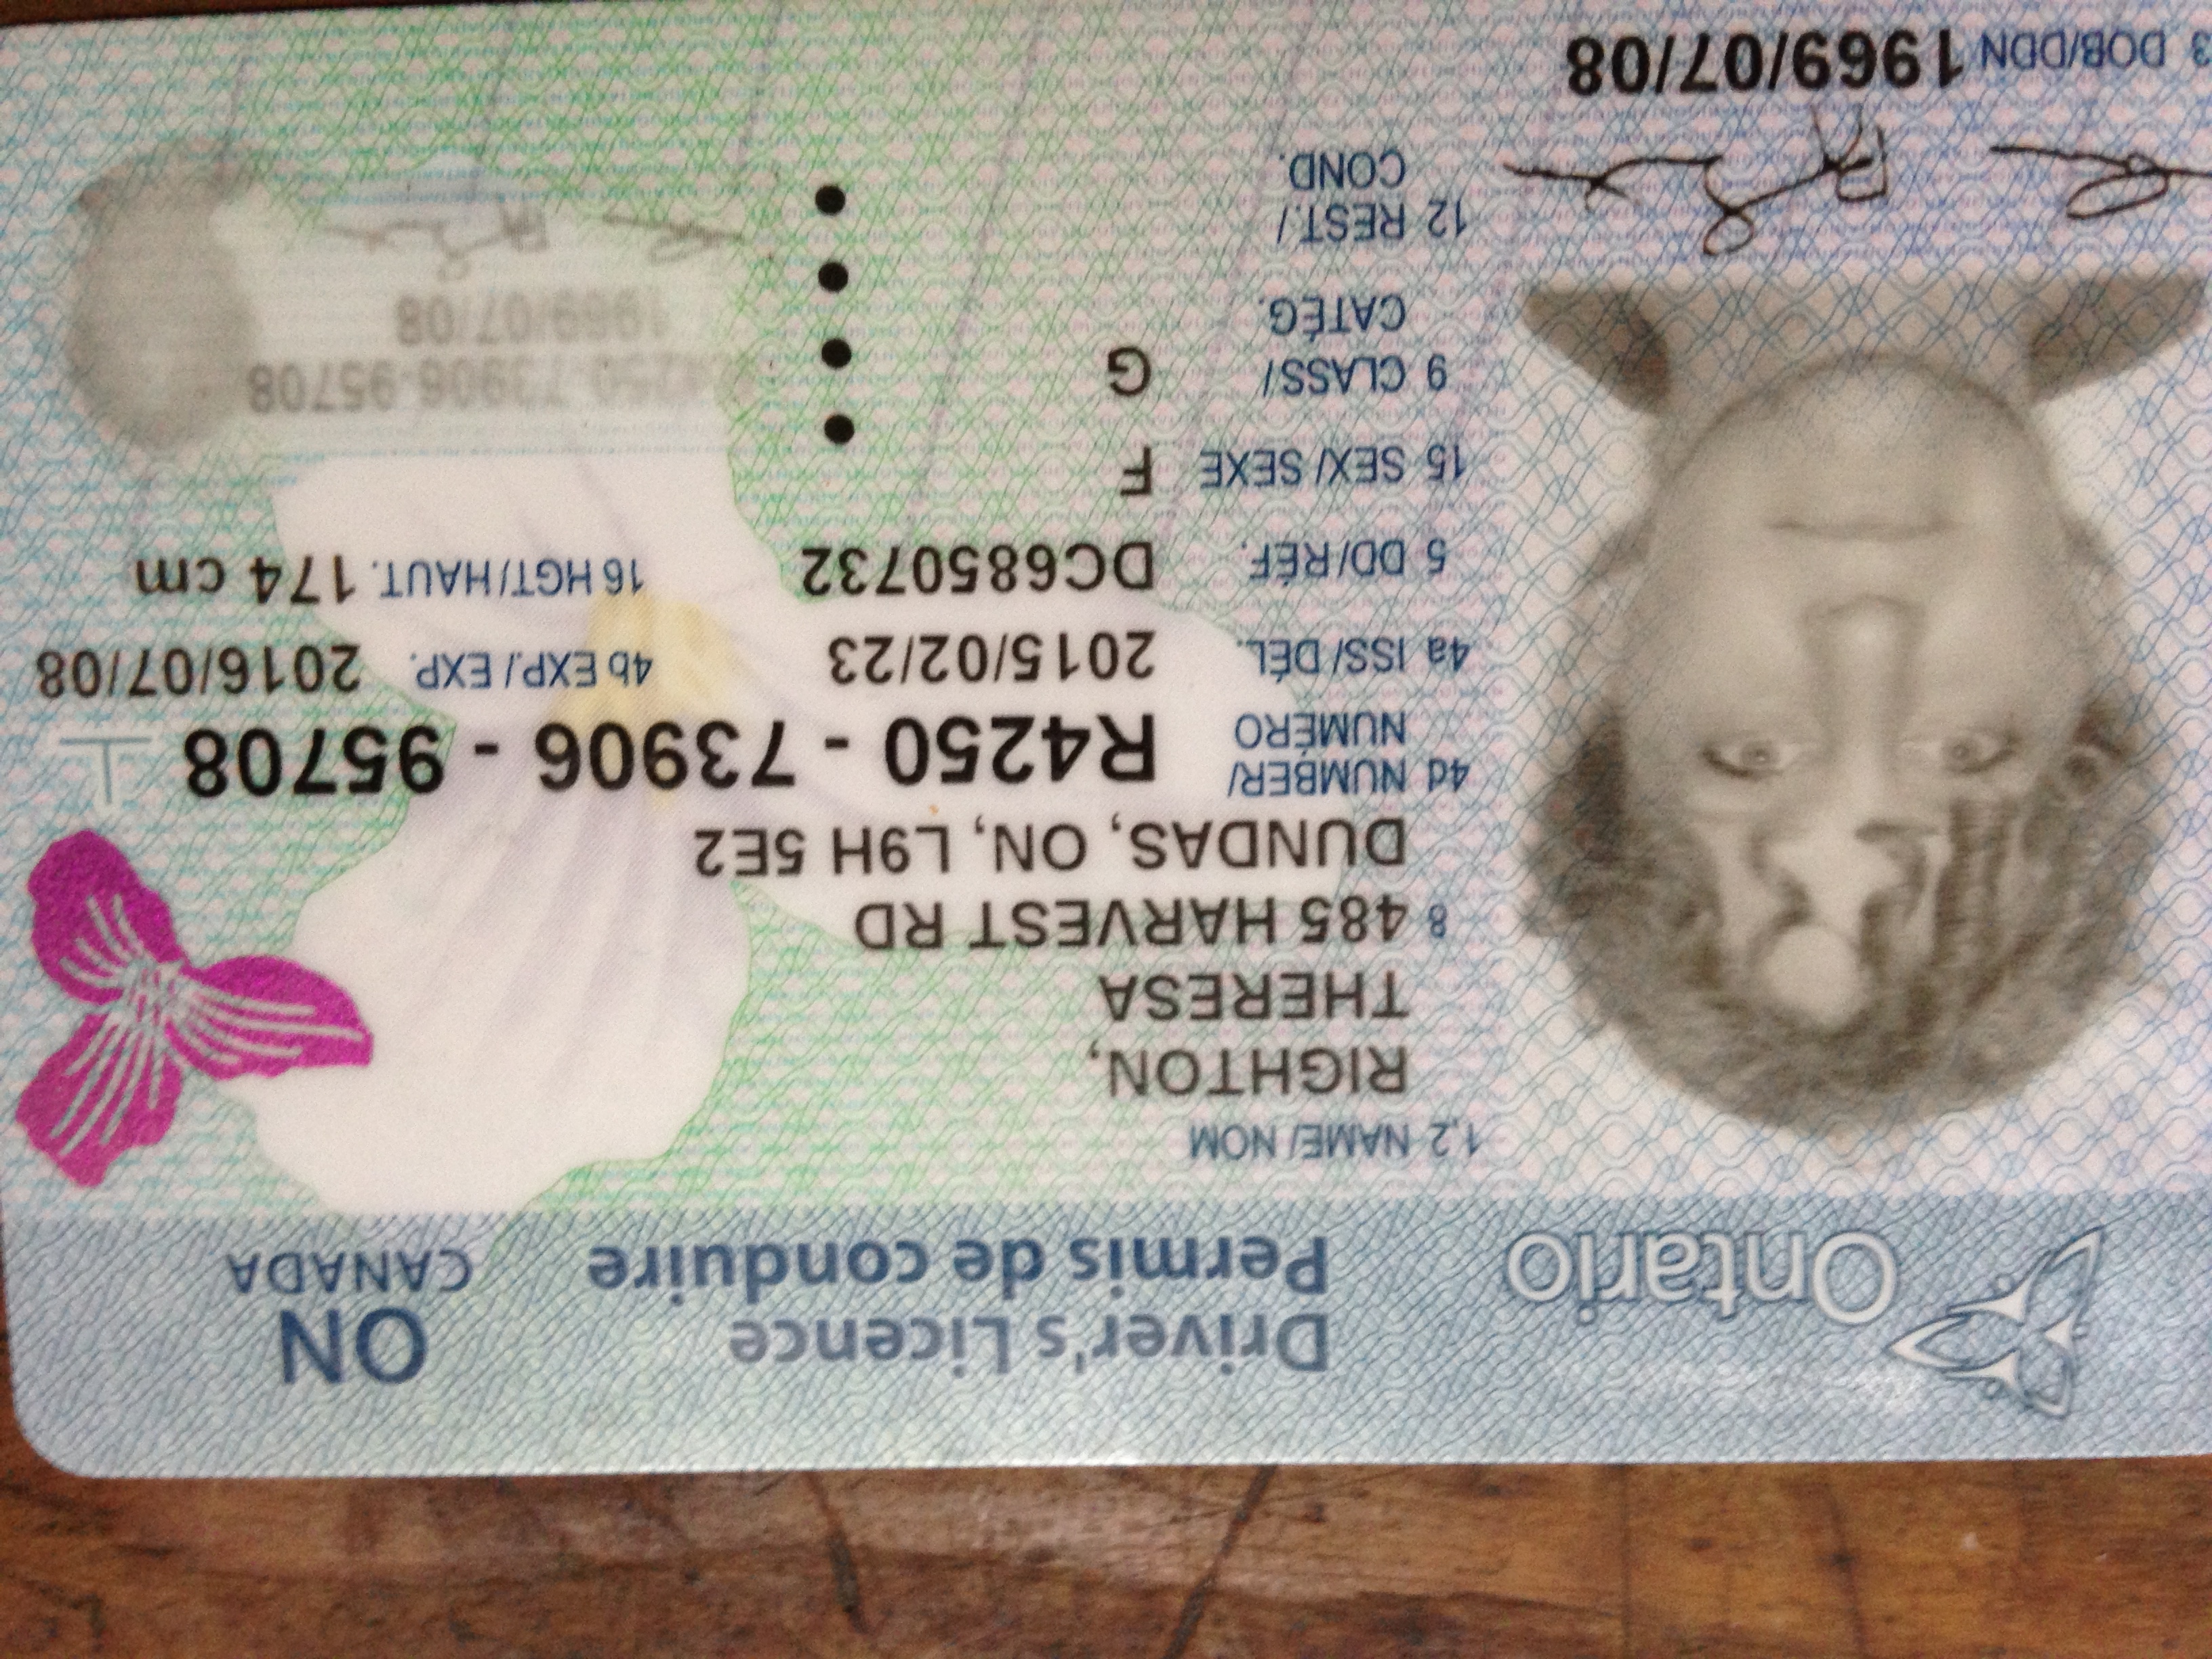 Ontario
Driver's Licence
Permis de conduire
ON
CANADA
1,2 NAME/ NOM
RIGHTON,
THERESA
8 485 HARVEST RD
DUNDAS, ON, L9H 5E2
4d NUMBER/
NUMÉRO
R4250 - 73906 - 95708
4a ISS/ DÉL. 2015/02/23 4b EXP./ EXP. 2016/07/08
5 DD/RÉF. DC6850732 16 HGT/HAUT. 174 cm
15 SEX/ SEXE F
9 CLASS/ G
CATÉG.
12 REST./
COND.
73906-95708
1969/07/08
3 DOB/DDN 1969/07/08